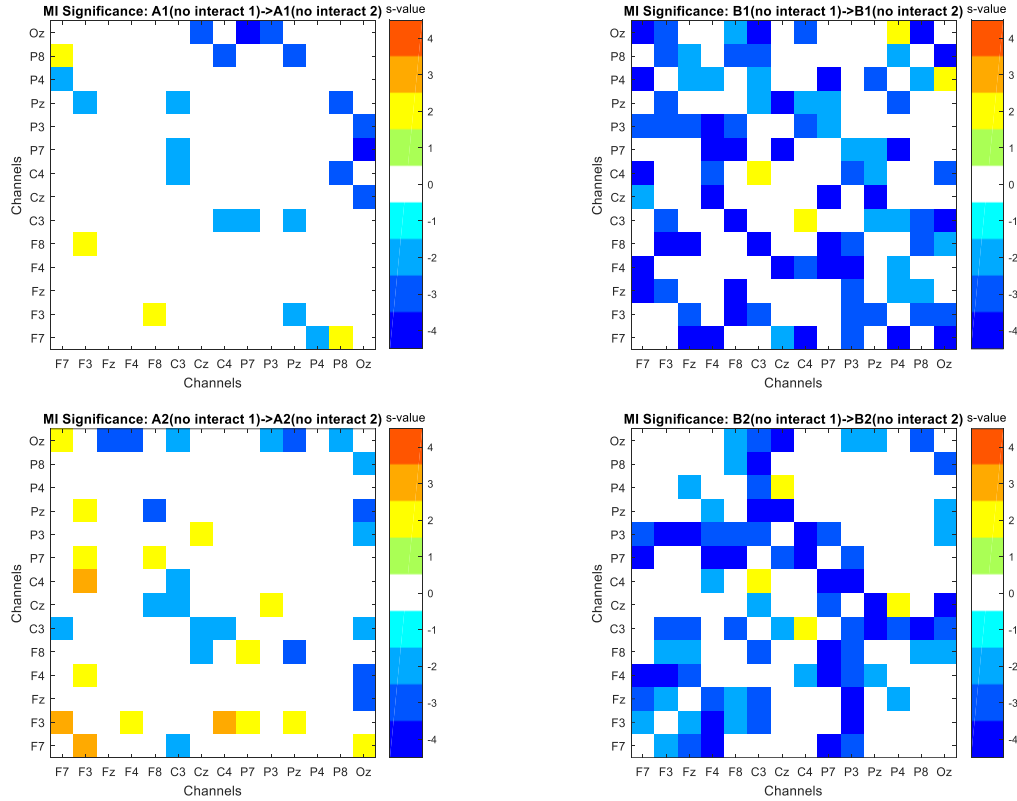 MI Significance: A1(no interact 1)->A1(no interact 2) s-value
Oz
P8
P4
Pz
P3
P7
C4
Cz
C3
F8
F4
Fz
F3
F7
Channels
F7 F3 Fz F4 F8 C3 Cz C4 P7 P3 Pz P4 P8 Oz
Channels
4
3
2
1
0
-1
-2
-3
-4
MI Significance: B1(no interact 1)->B1(no interact 2) s-value
Oz
P8
P4
Pz
P3
P7
C4
Cz
C3
F8
F4
Fz
F3
F7
Channels
F7 F3 Fz F4 F8 C3 Cz C4 P7 P3 Pz P4 P8 Oz
Channels
4
3
2
1
0
-1
-2
-3
-4
MI Significance: A2(no interact 1)->A2(no interact 2) s-value
Oz
P8
P4
Pz
P3
P7
C4
Cz
C3
F8
F4
Fz
F3
F7
Channels
F7 F3 Fz F4 F8 C3 Cz C4 P7 P3 Pz P4 P8 Oz
Channels
4
3
2
1
0
-1
-2
-3
-4
MI Significance: B2(no interact 1)->B2(no interact 2) s-value
Oz
P8
P4
Pz
P3
P7
C4
Cz
C3
F8
F4
Fz
F3
F7
Channels
F7 F3 Fz F4 F8 C3 Cz C4 P7 P3 Pz P4 P8 Oz
Channels
4
3
2
1
0
-1
-2
-3
-4